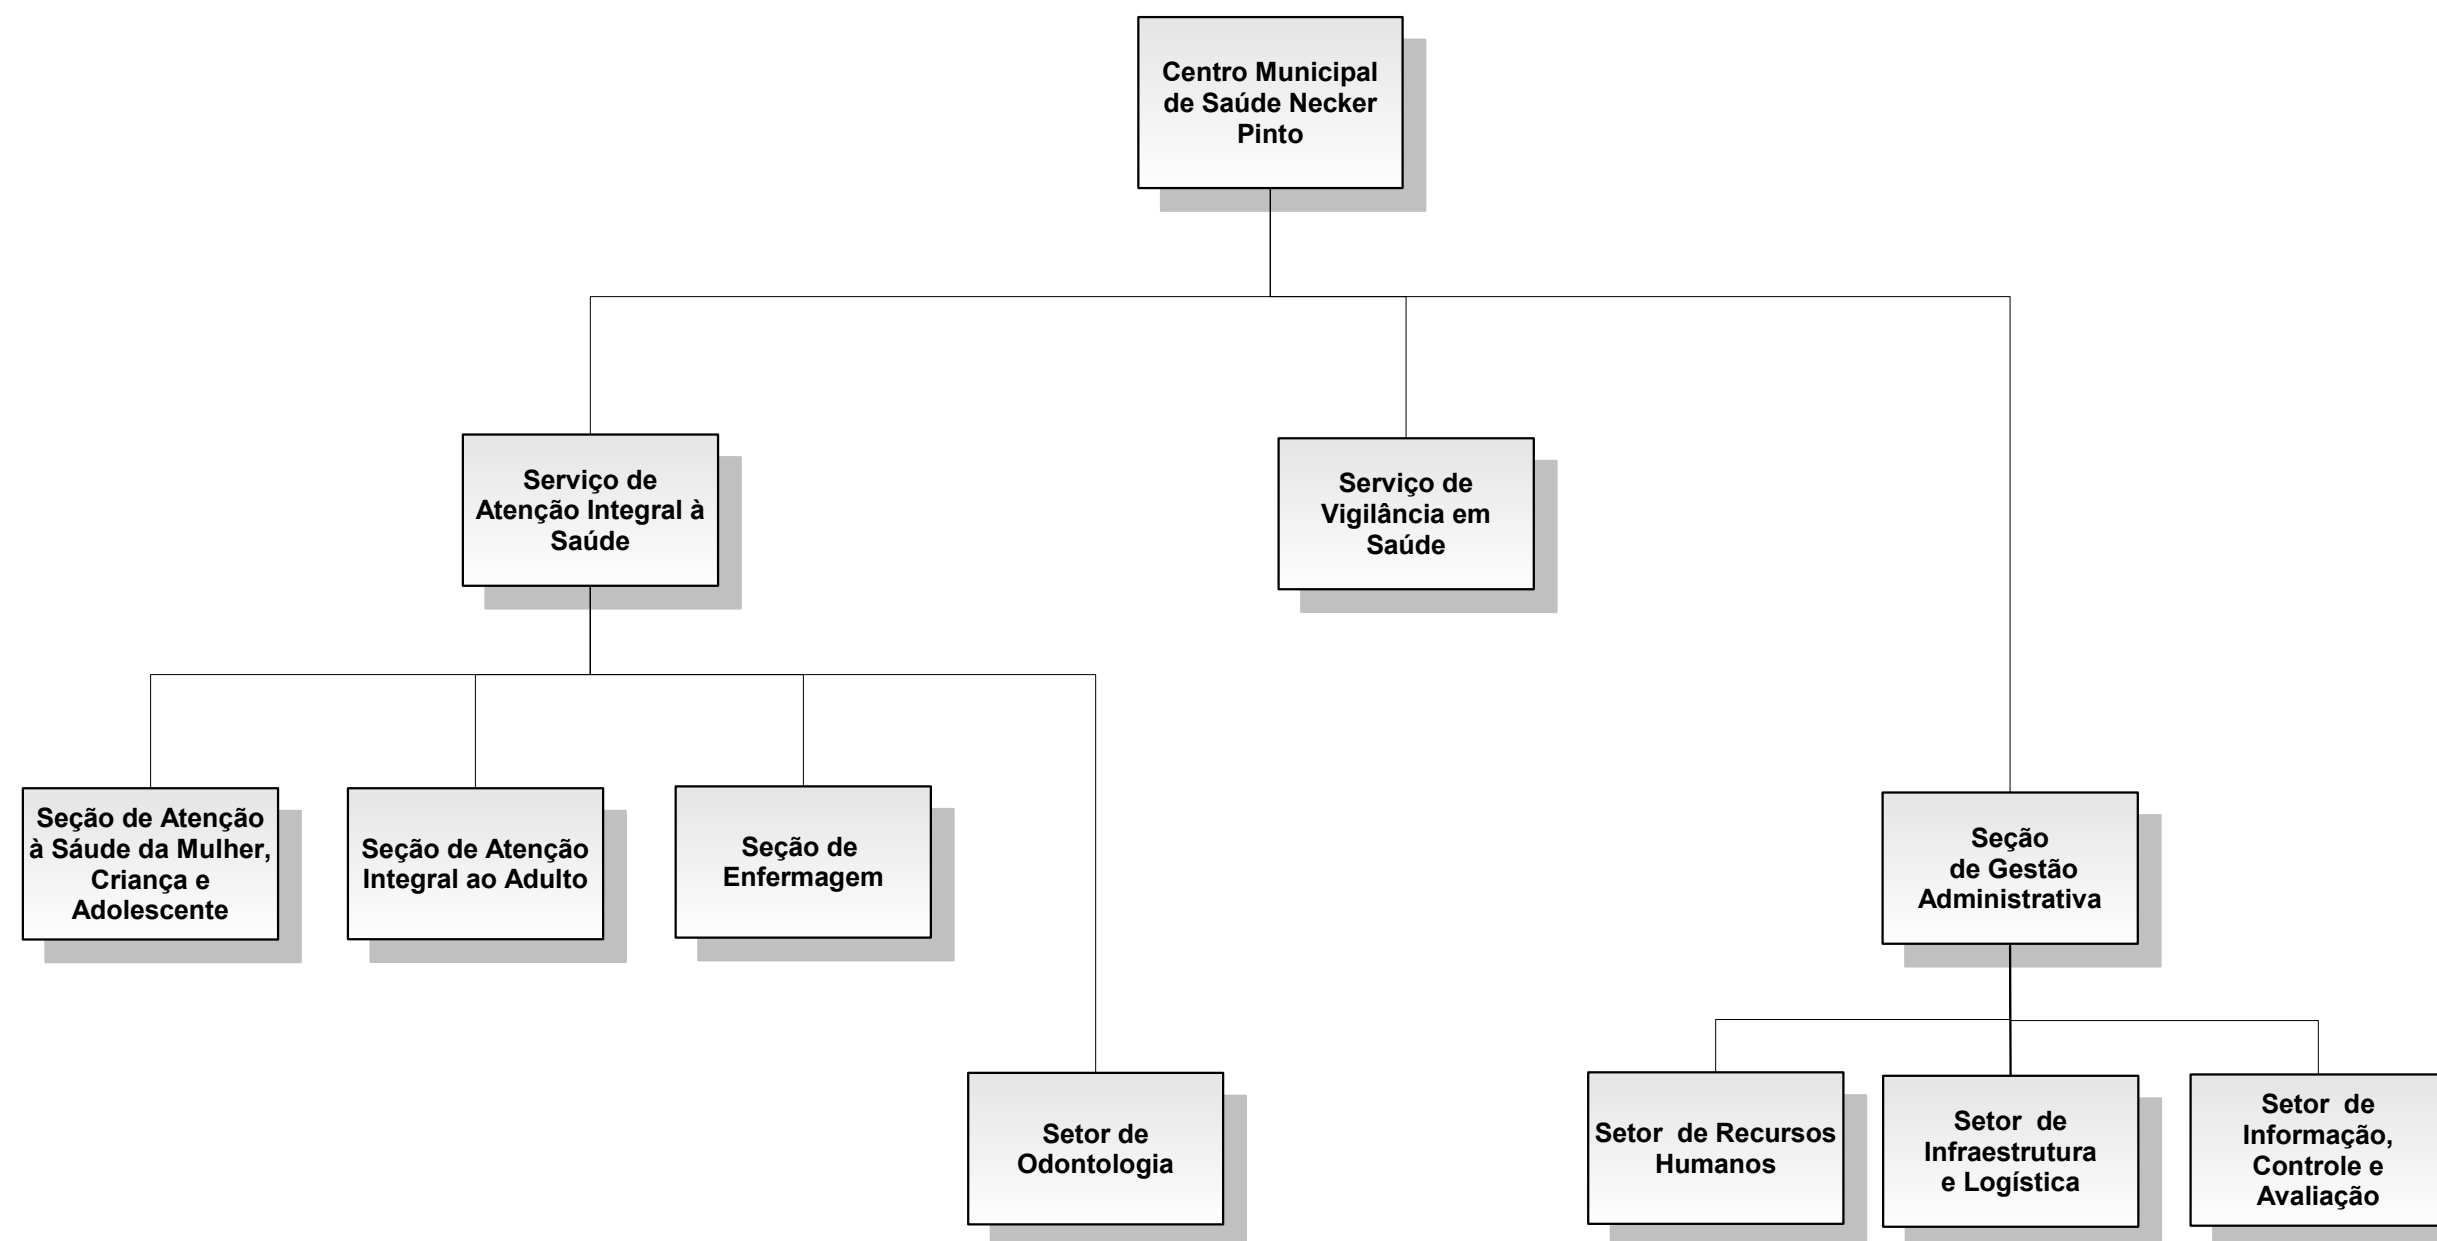 Centro Municipal
de Saúde Necker
Pinto
Serviço de
Atenção Integral à
Saúde
Serviço de
Vigilância em
Saúde
Seção de Atenção
à Sáude da Mulher,
Criança e
Adolescente
Seção de Atenção
Integral ao Adulto
Seção de
Enfermagem
Seção
de Gestão
Administrativa
Setor de
Odontologia
Setor de Recursos
Humanos
Setor de
Infraestrutura
e Logística
Setor de
Informação,
Controle e
Avaliação